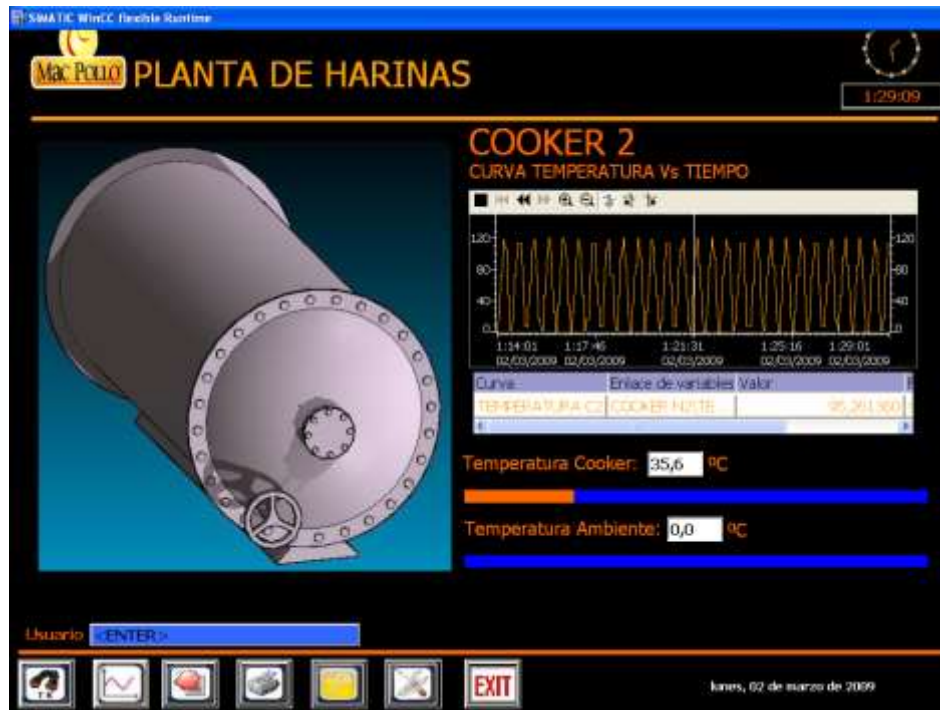 SIMATIC WinCC flexible Runtime
Mac Pollo
PLANTA DE HARINAS
1:29:09
COOKER 2
CURVA TEMPERATURA Vs TIEMPO
120 120
80 80
40 40
0 0
1:14:01 1:17:46 1:21:31 1:25:16 1:29:01
02/03/2009 02/03/2009 02/03/2009 02/03/2009 02/03/2009
Curva Enlace de variables Valor
TEMPERATURA C2 COOKER
Temperatura Cooker: 35,6 ºC
Temperatura Ambiente: 0,0 ºC
Usuario <ENTER>
EXIT
lunes, 02 de marzo de 2009